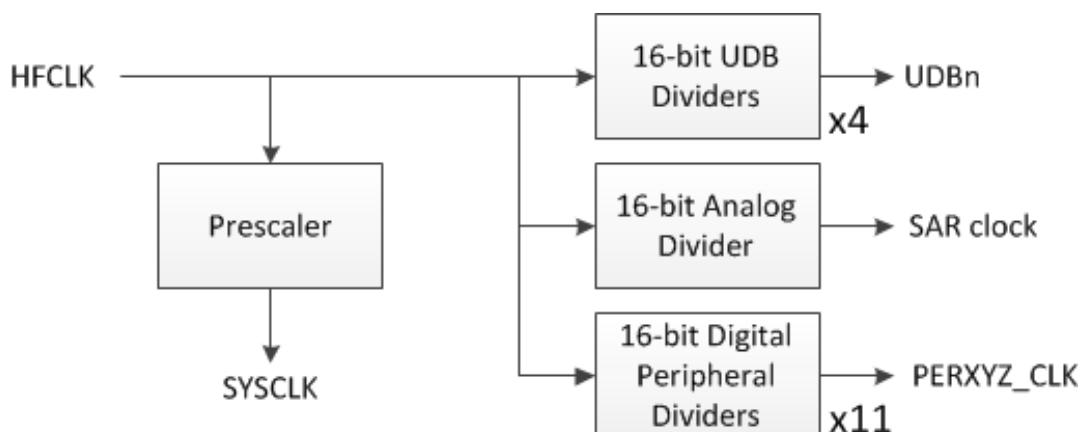 HFCLK
16-bit UDB
Dividers
x4
UDBn
Prescaler
SYSCLK
16-bit Analog
Divider
SAR clock
16-bit Digital
Peripheral
Dividers
x11
PERXYZ_CLK